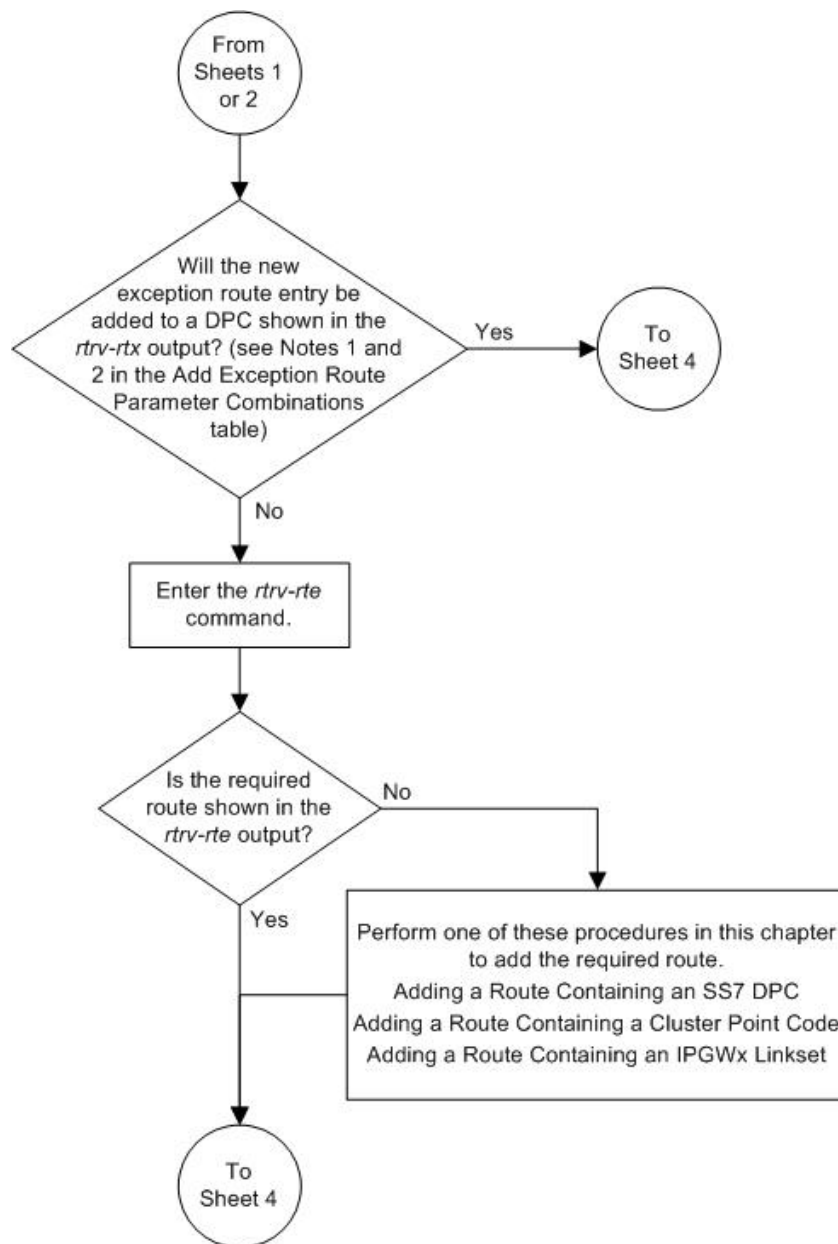 From
Sheets 1
or 2
Will the new
exception route entry be
added to a DPC shown in the
rtrv-rtx output? (see Notes 1 and
2 in the Add Exception Route
Parameter Combinations
table)
Yes
To
Sheet 4
No
Enter the rtrv-rte
command.
Is the required
route shown in the
rtrv-rte output?
No
Yes
Perform one of these procedures in this chapter
to add the required route.
Adding a Route Containing an SS7 DPC
Adding a Route Containing a Cluster Point Code
Adding a Route Containing an IPGWx Linkset
To
Sheet 4